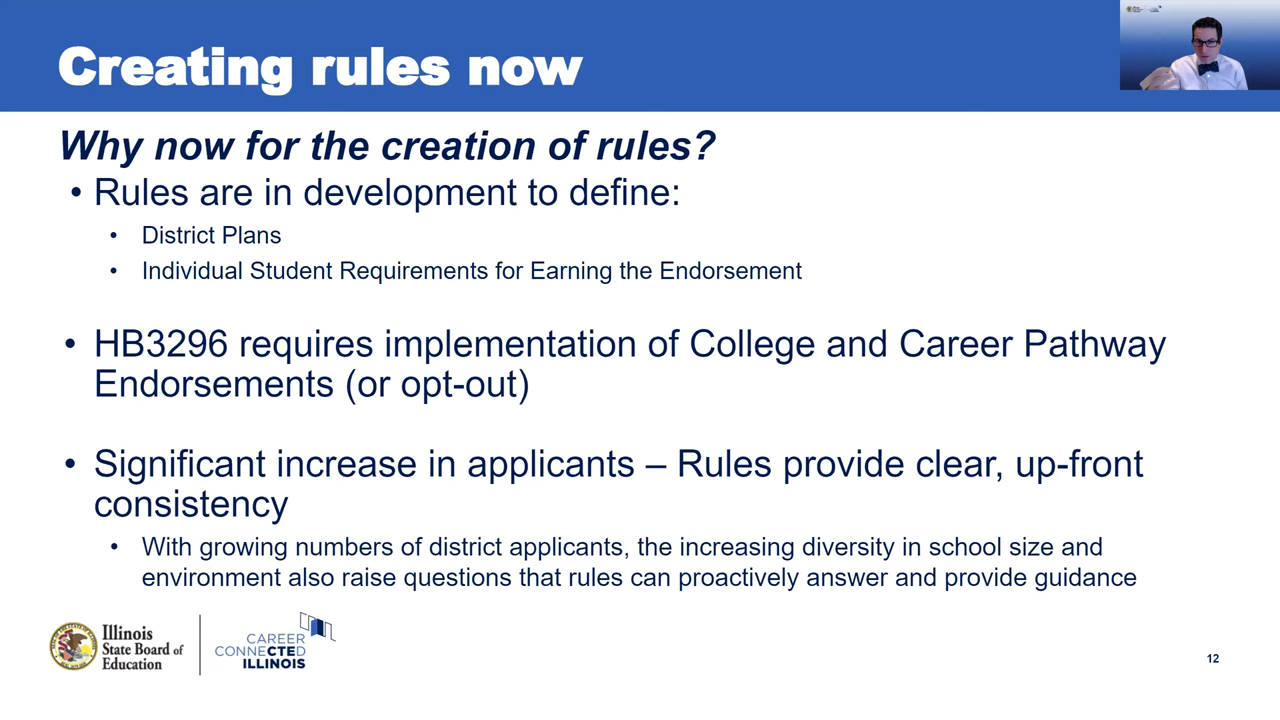 Creating rules now
Why now for the creation of rules?
• Rules are in development to define:
• District Plans
• Individual Student Requirements for Earning the Endorsement
• HB3296 requires implementation of College and Career Pathway
Endorsements (or opt-out)
• Significant increase in applicants – Rules provide clear, up-front
consistency
• With growing numbers of district applicants, the increasing diversity in school size and
environment also raise questions that rules can proactively answer and provide guidance
Illinois
State Board of
Education
CAREER
CONNECTED
ILLINOIS
12